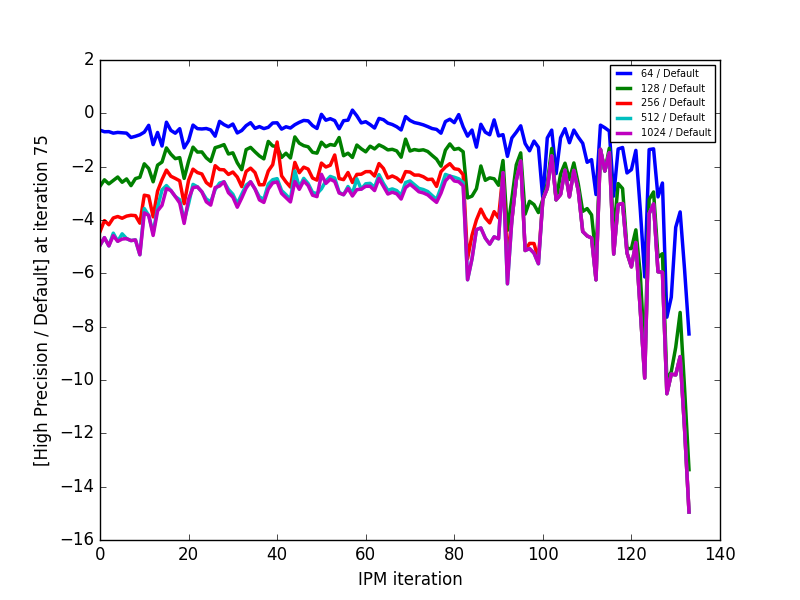 2
0
−2
−4
−6
−8
−10
−12
−14
−16
0 20 40 60 80 100 120 140
IPM iteration
[High Precision / Default] at iteration 75
64 / Default
128 / Default
256 / Default
512 / Default
1024 / Default